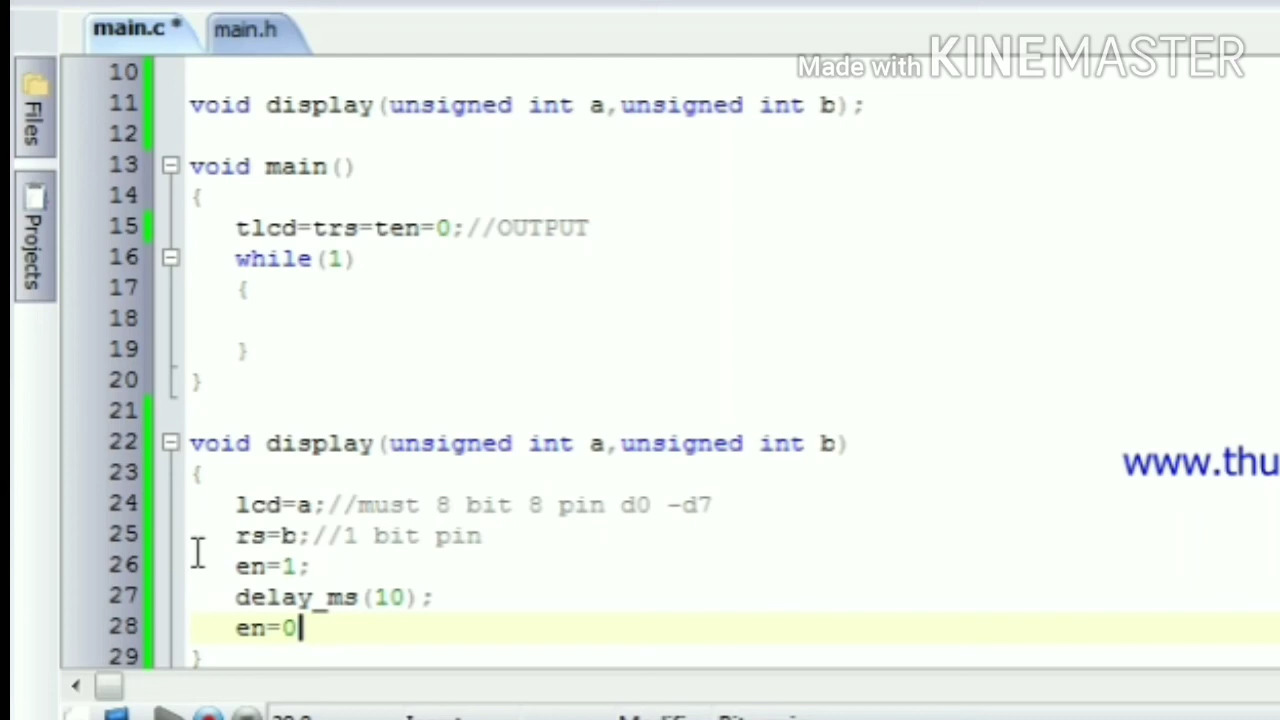 main.c * main.h
Made with KINEMASTER
Files
Projects
10
11 void display(unsigned int a,unsigned int b);
12
13 void main()
14 {
15 tlcd=trs=ten=0;//OUTPUT
16 while(1)
17 {
18
19 }
20 }
21
22 void display(unsigned int a,unsigned int b)
23 {
24 lcd=a;//must 8 bit 8 pin d0 -d7
25 rs=b;//1 bit pin
26 en=1;
27 delay_ms(10);
28 en=0
29 }
www.thu